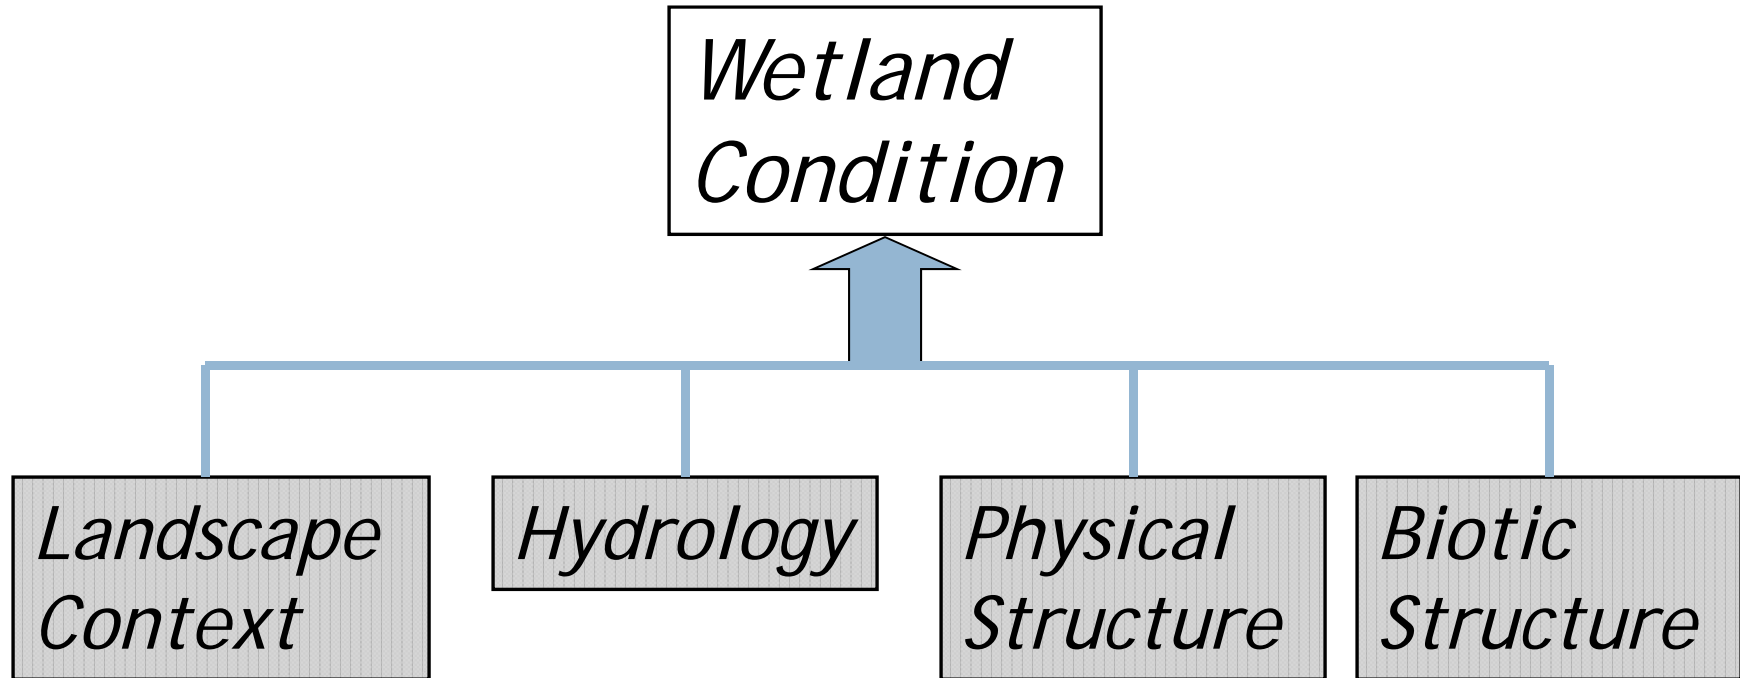 Wetland
Condition
Landscape
Context
Hydrology
Physical
Structure
Biotic
Structure